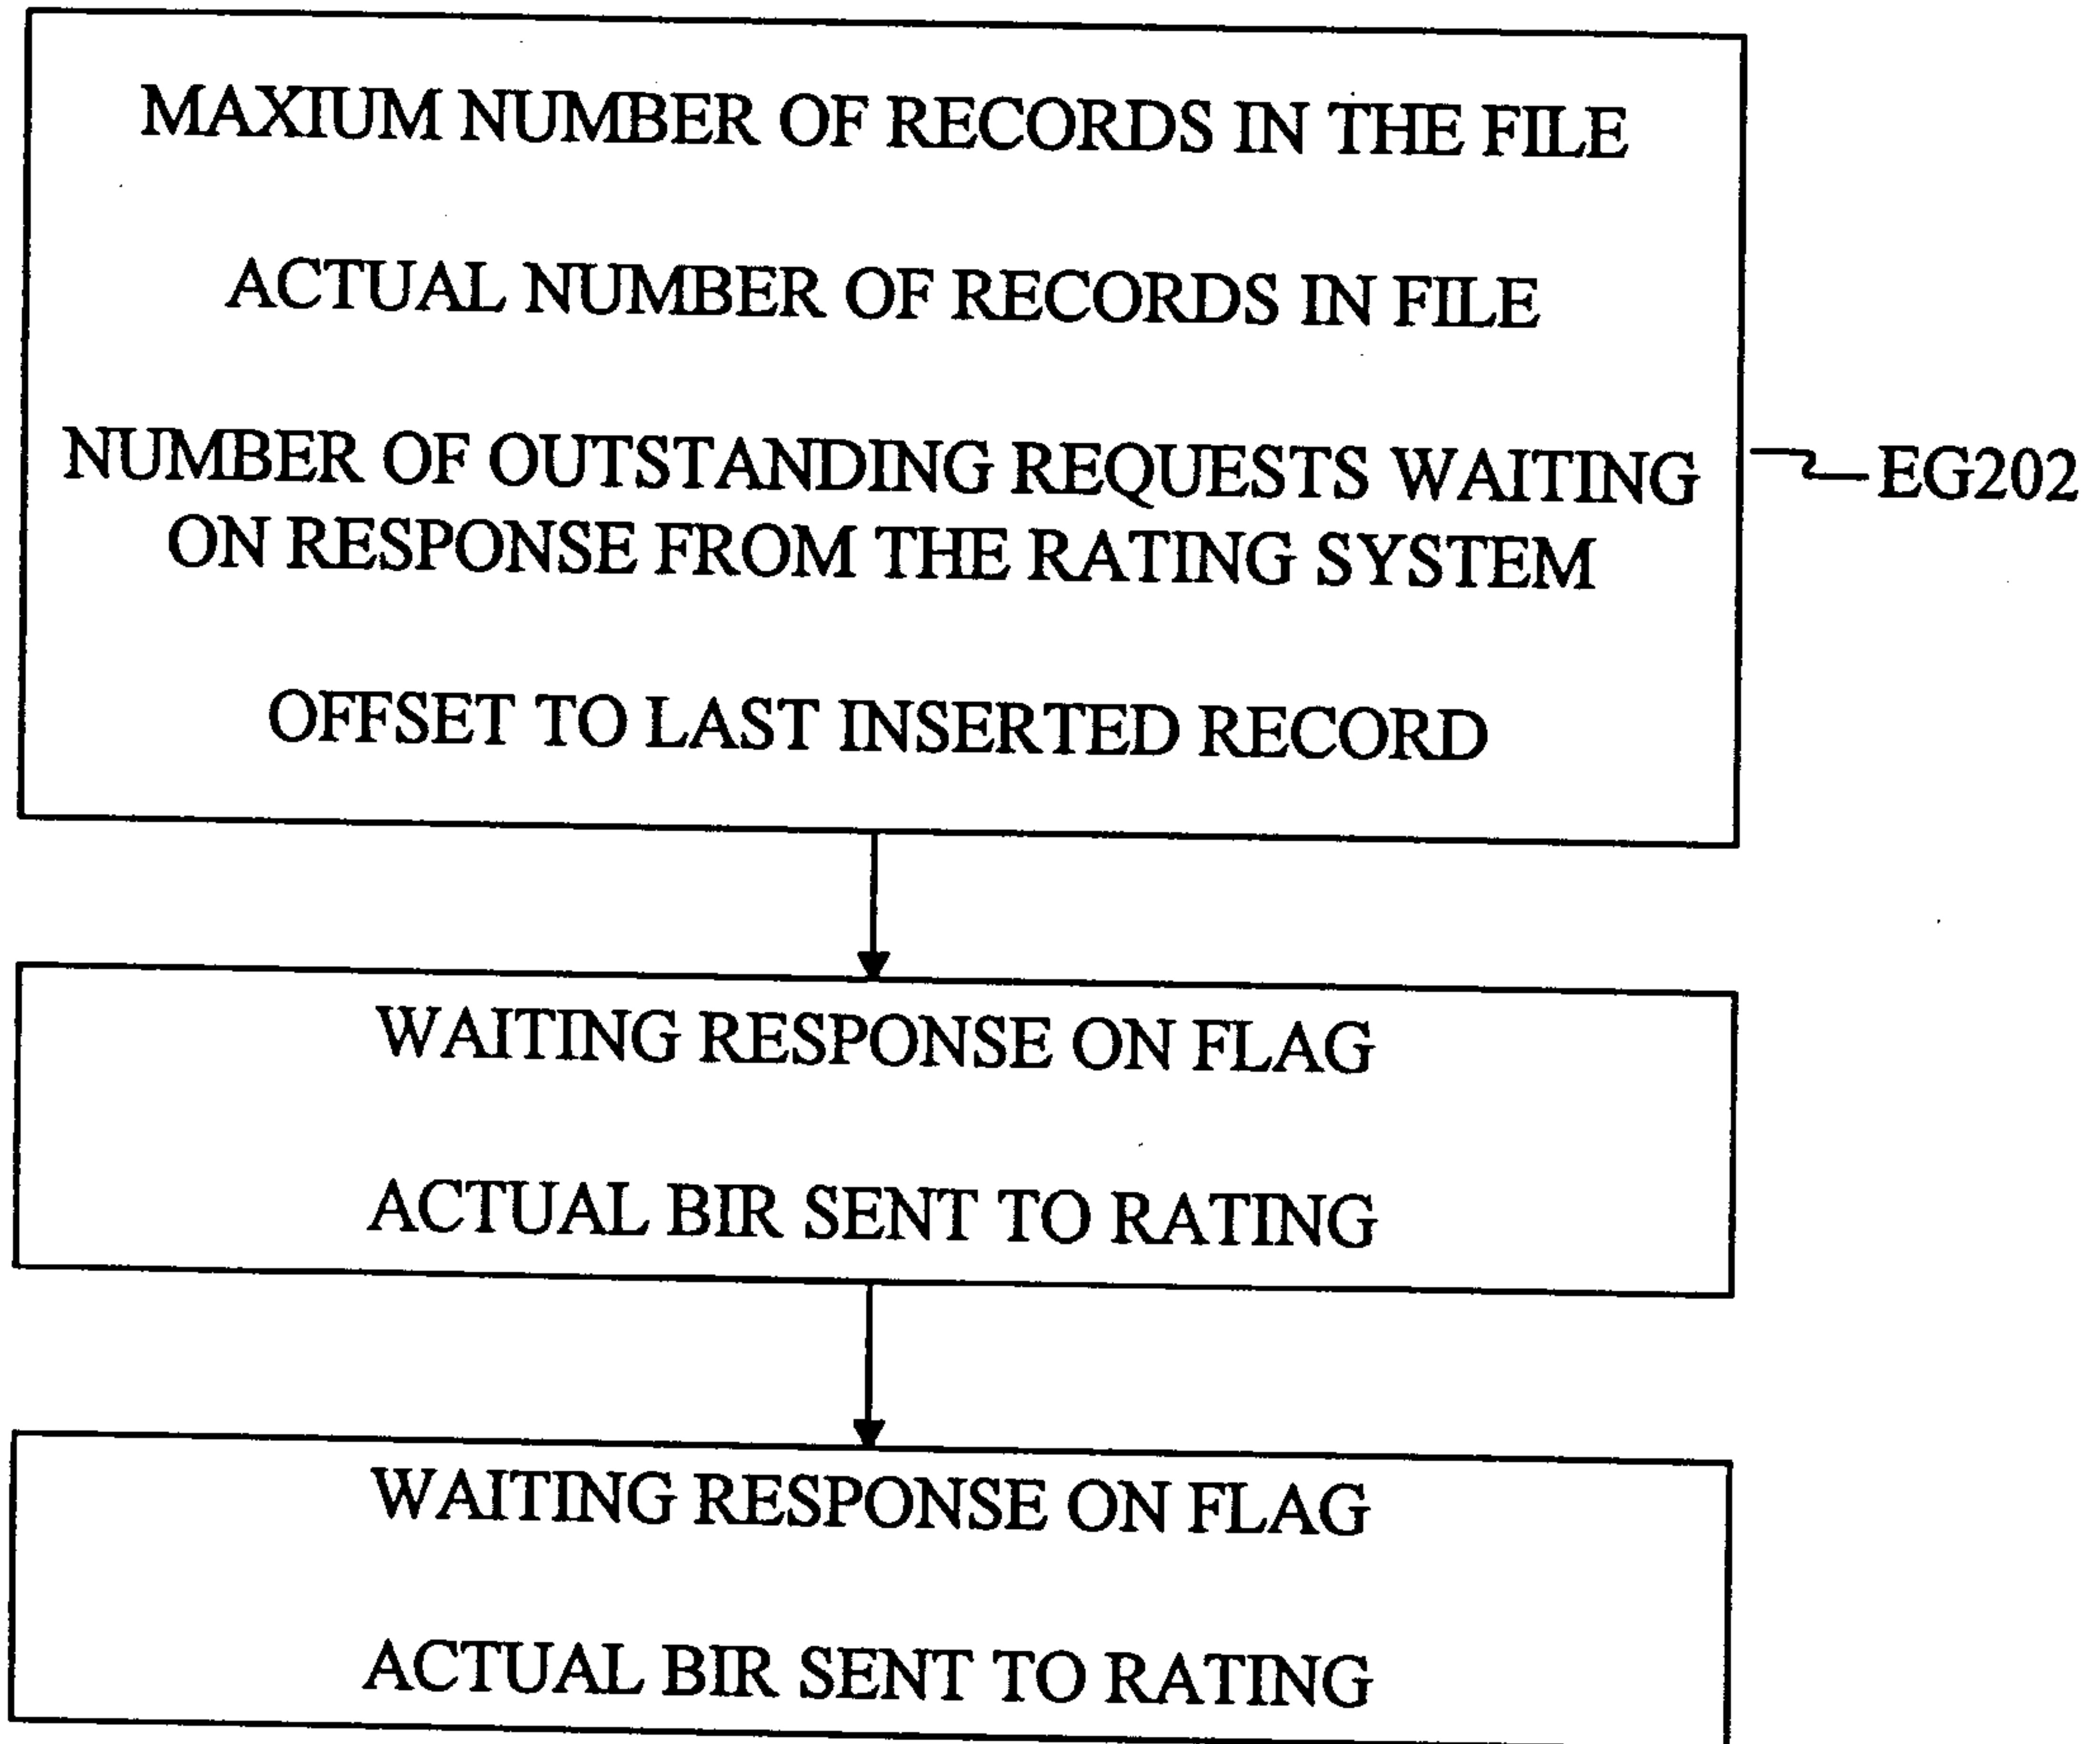 MAXIUM NUMBER OF RECORDS IN THE FILE
ACTUAL NUMBER OF RECORDS IN FILE
NUMBER OF OUTSTANDING REQUESTS WAITING
ON RESPONSE FROM THE RATING SYSTEM
OFFSET TO LAST INSERTED RECORD
EG202
WAITING RESPONSE ON FLAG
ACTUAL BIR SENT TO RATING
WAITING RESPONSE ON FLAG
ACTUAL BIR SENT TO RATING